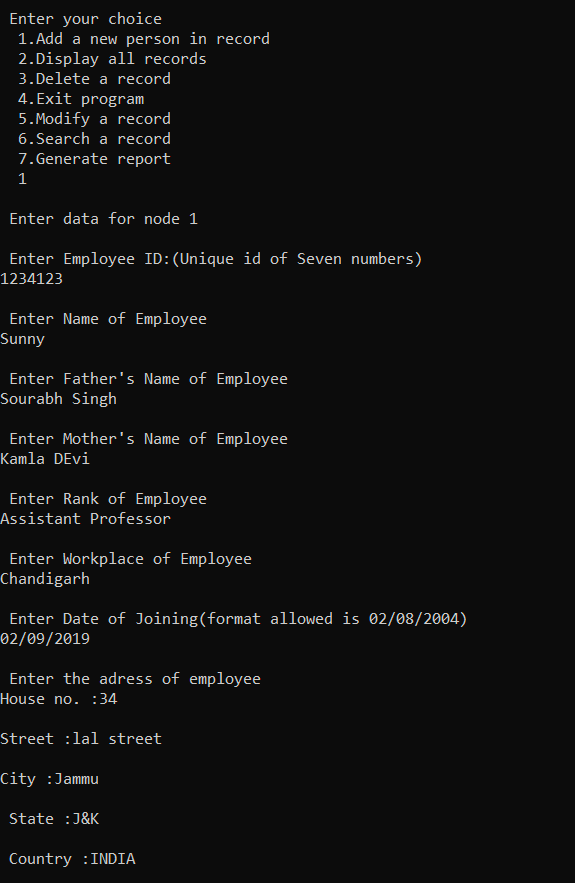 Enter your choice
1.Add a new person in record
2.Display all records
3.Delete a record
4.Exit program
5.Modify a record
6.Search a record
7.Generate report
1
Enter data for node 1
Enter Employee ID:(Unique id of Seven numbers)
1234123
Enter Name of Employee
Sunny
Enter Father's Name of Employee
Sourabh Singh
Enter Mother's Name of Employee
Kamla DEvi
Enter Rank of Employee
Assistant Professor
Enter Workplace of Employee
Chandigarh
Enter Date of Joining(format allowed is 02/08/2004)
02/09/2019
Enter the adress of employee
House no. :34
Street :lal street
City :Jammu
State :J&K
Country :INDIA